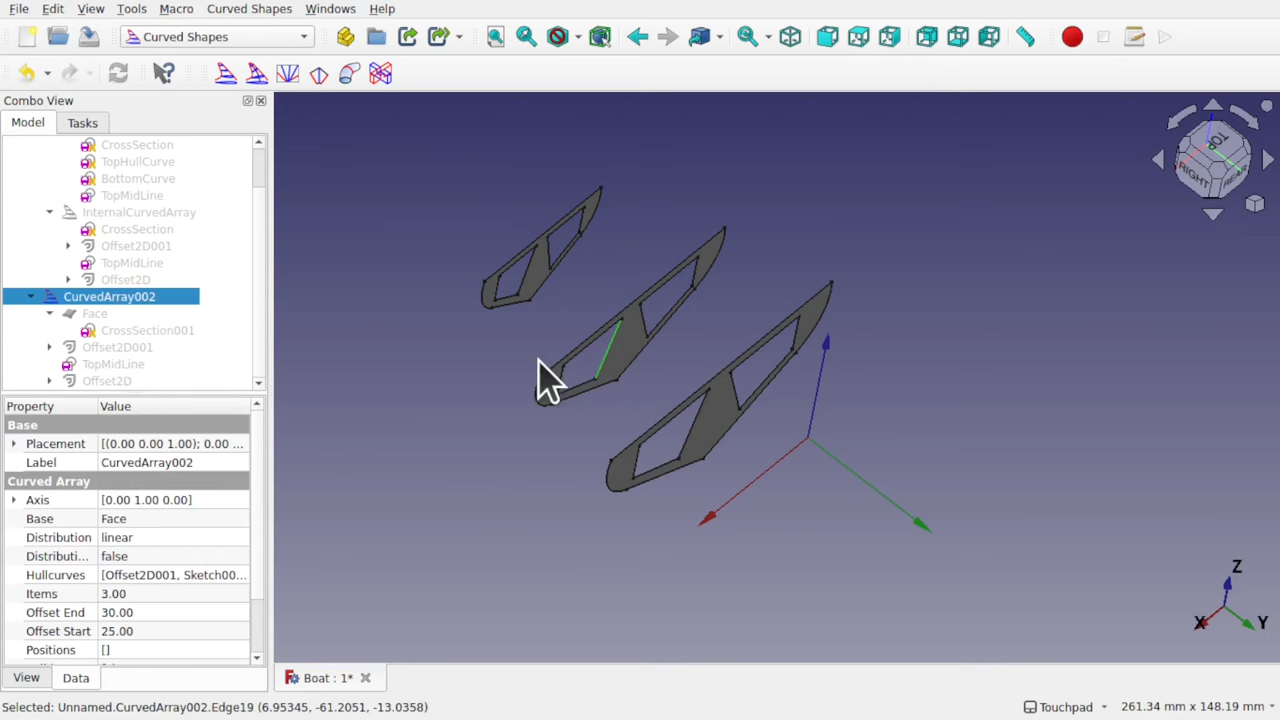 File Edit View Tools Macro Curved Shapes Windows Help
Curved Shapes
Combo View
Model Tasks
CrossSection
TopHullCurve
BottomCurve
TopMidLine
InternalCurvedArray
CrossSection
Offset2D001
TopMidLine
Offset2D
CurvedArray002
Face
CrossSection001
Offset2D001
TopMidLine
Offset2D
Property Value
Base
Placement [(0.00 0.00 1.00); 0.00 ...
Label CurvedArray002
Curved Array
Axis [0.00 1.00 0.00]
Base Face
Distribution linear
Distributi... false
Hullcurves [Offset2D001, Sketch00...
Items 3.00
Offset End 30.00
Offset Start 25.00
Positions []
View Data
RIGHT
Z
X Y
Boat : 1*
Selected: Unnamed.CurvedArray002.Edge19 (6.95345, -61.2051, -13.0358)
Touchpad 261.34 mm x 148.19 mm